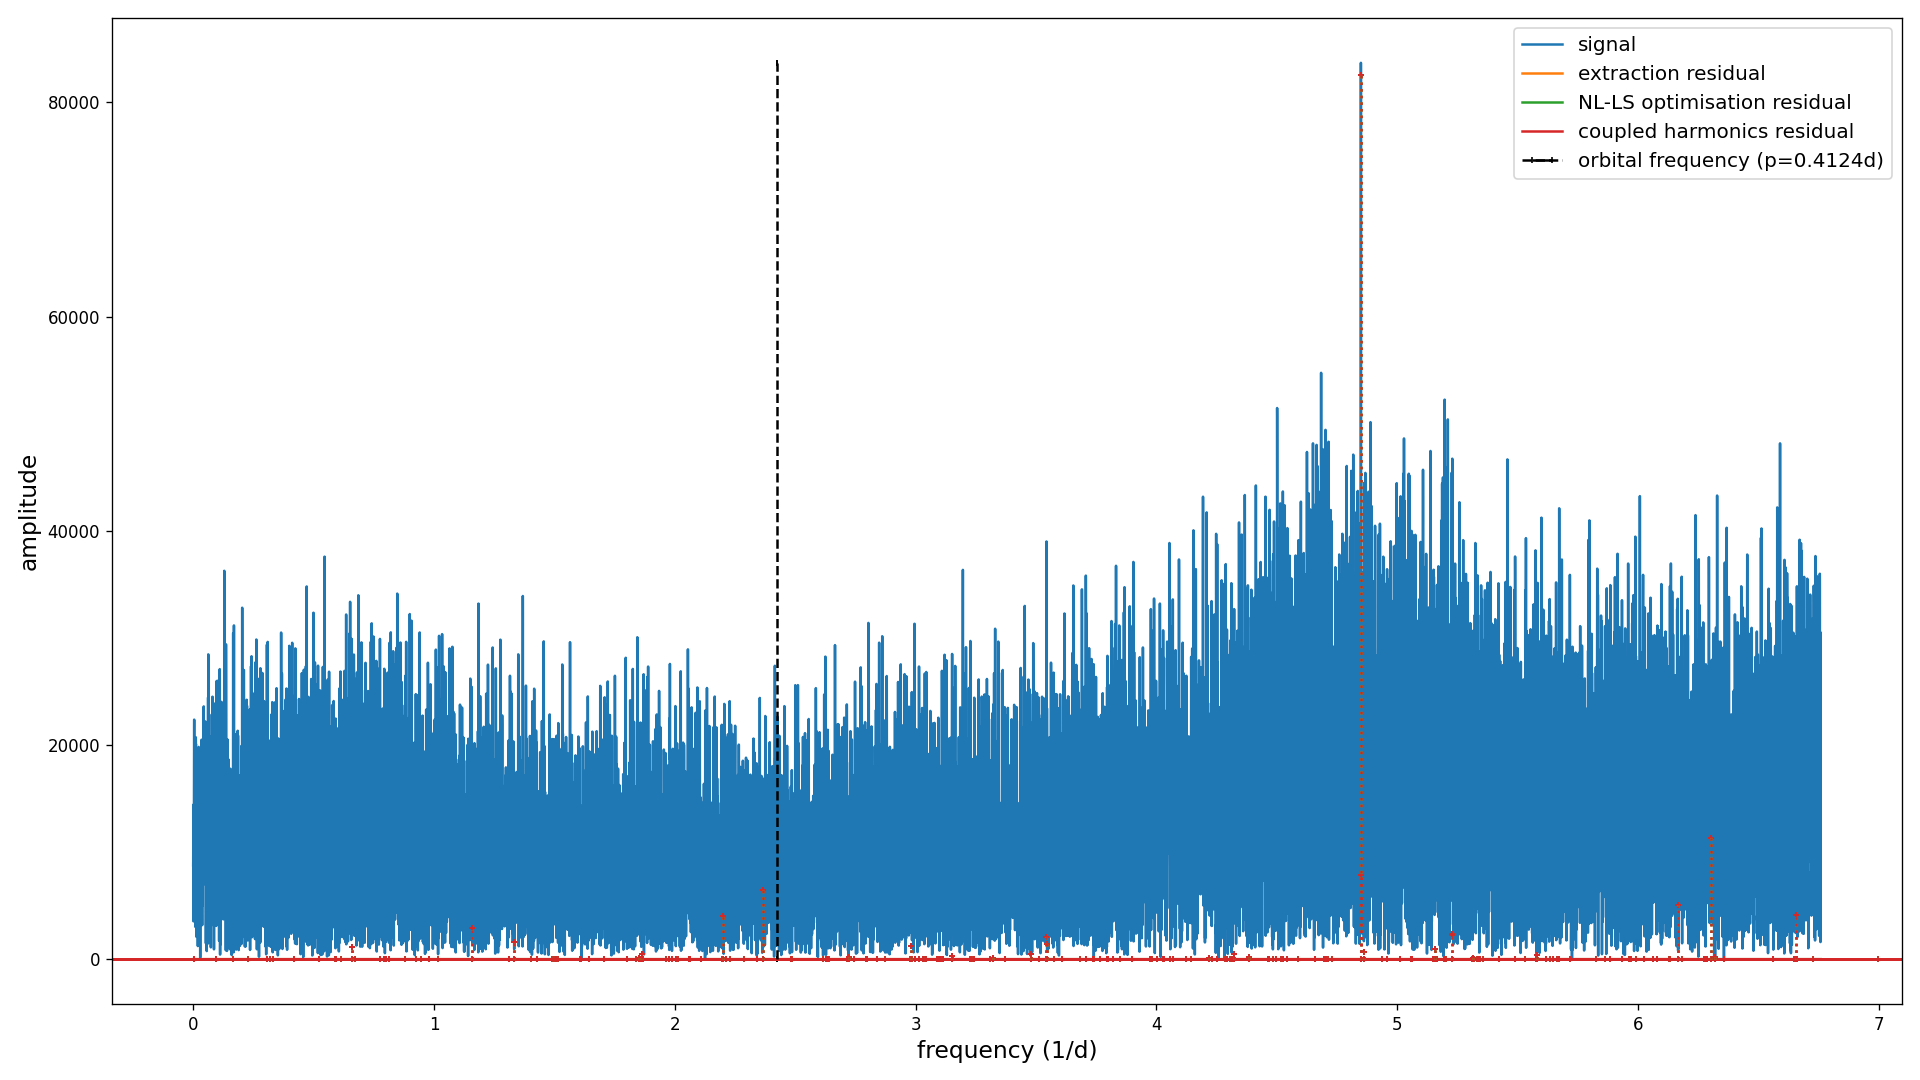 signal
extraction residual
NL-LS optimisation residual
coupled harmonics residual
orbital frequency (p=0.4124d)
80000
60000
40000
20000
0
amplitude
0 1 2 3 4 5 6 7
frequency (1/d)